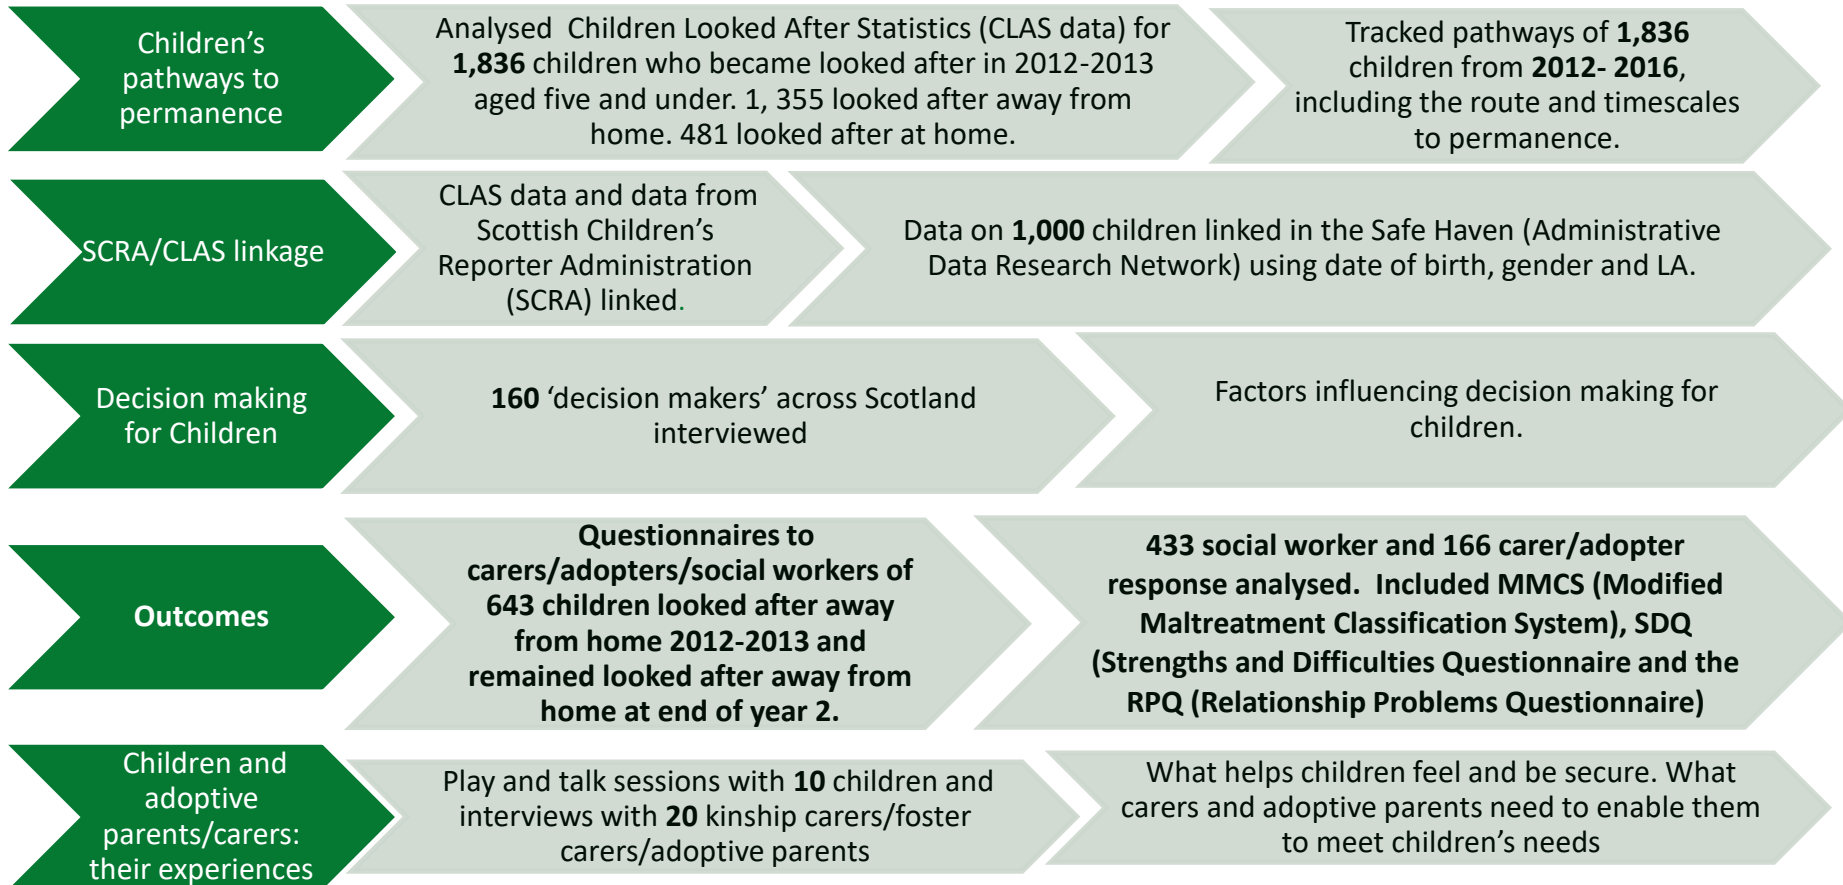 Children’s
pathways to
permanence
Analysed  Children Looked After Statistics (CLAS data) for
1,836 children who became looked after in 2012-2013
aged five and under. 1, 355 looked after away from
home. 481 looked after at home.
Tracked pathways of 1,836
children from 2012- 2016,
including the route and timescales
to permanence.
SCRA/CLAS linkage
CLAS data and data from
Scottish Children’s
Reporter Administration
(SCRA) linked.
Data on 1,000 children linked in the Safe Haven (Administrative
Data Research Network) using date of birth, gender and LA.
Decision making
for Children
160 ‘decision makers’ across Scotland
interviewed
Factors influencing decision making for
children.
Outcomes
Questionnaires to
carers/adopters/social workers of
643 children looked after away
from home 2012-2013 and
remained looked after away from
home at end of year 2.
433 social worker and 166 carer/adopter
response analysed.  Included MMCS (Modified
Maltreatment Classification System), SDQ
(Strengths and Difficulties Questionnaire and the
RPQ (Relationship Problems Questionnaire)
Children and
adoptive
parents/carers:
their experiences
Play and talk sessions with 10 children and
interviews with 20 kinship carers/foster
carers/adoptive parents
What helps children feel and be secure. What
carers and adoptive parents need to enable them
to meet children’s needs